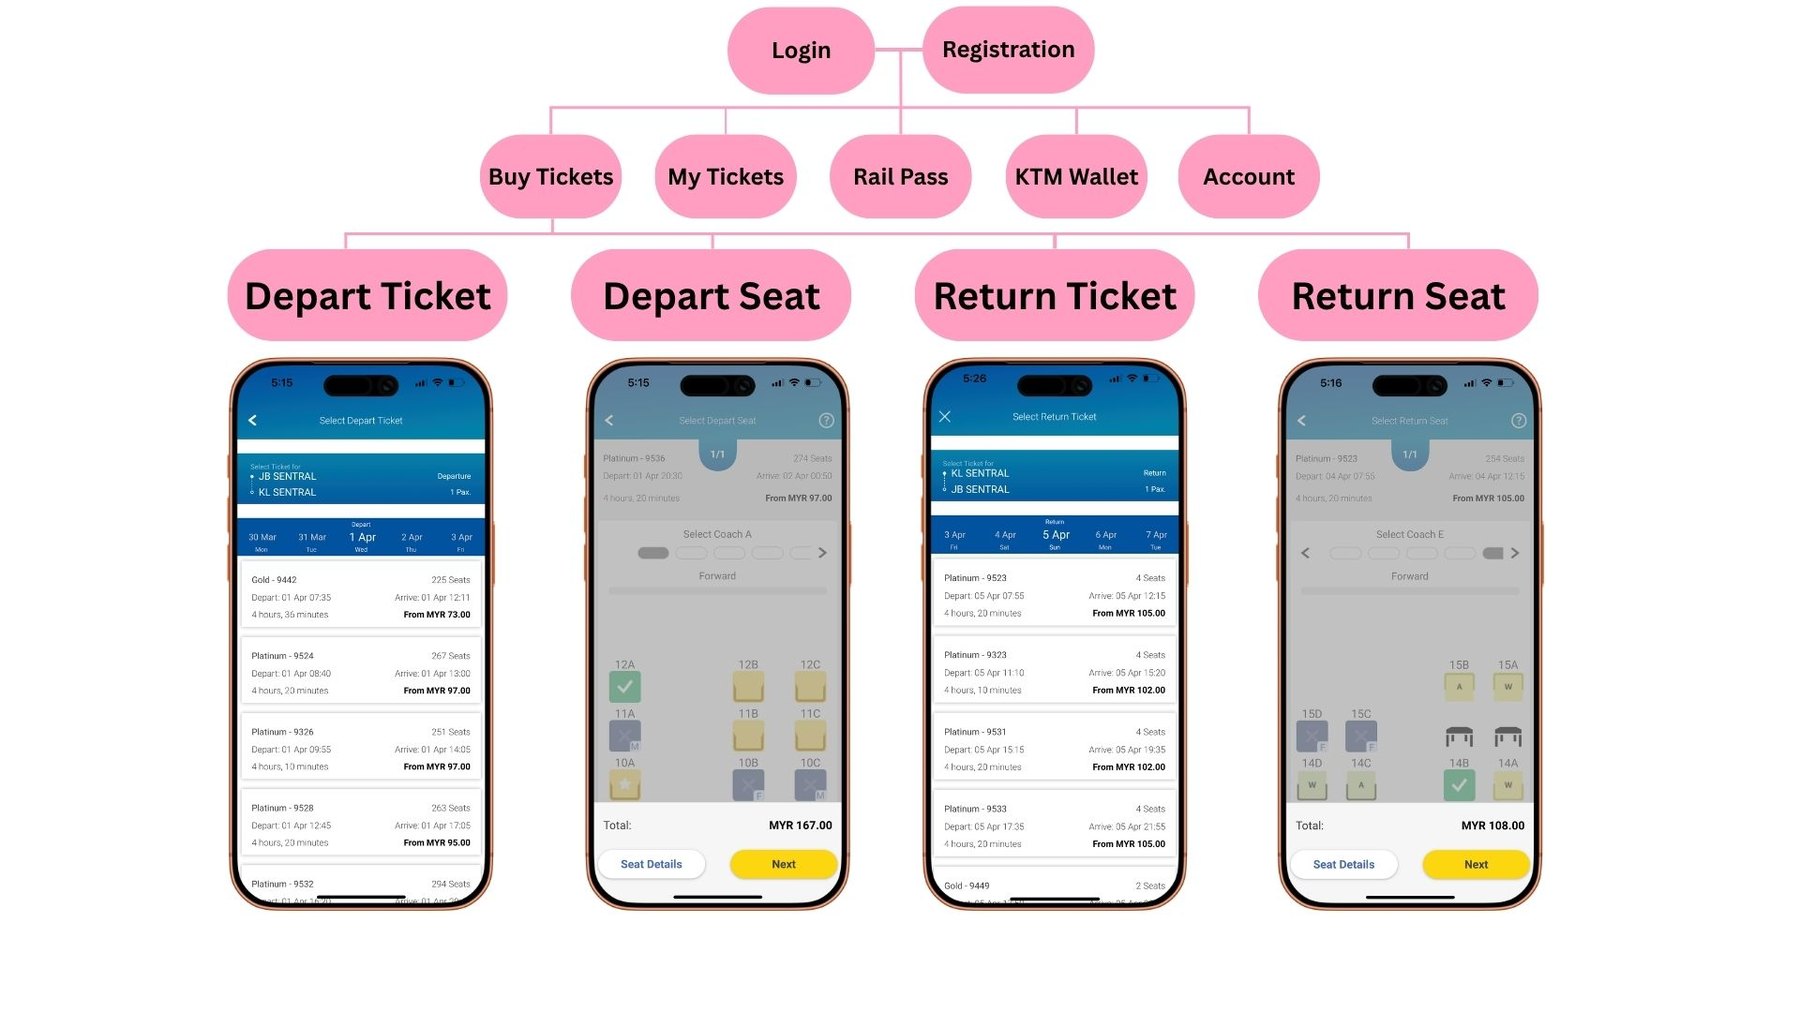 Login
Registration
Buy Tickets
My Tickets
Rail Pass
KTM Wallet
Account
Depart Ticket
Depart Seat
Return Ticket
Return Seat
5:15
Select Depart Ticket
Select Ticket for
JB SENTRAL
Departure
KL SENTRAL
1 Pax.
Depart
30 Mar 31 Mar 1 Apr 2 Apr 3 Apr
Mon Tue Wed Thu Fri
Gold - 9442 225 Seats
Depart: 01 Apr 07:35 Arrive: 01 Apr 12:11
4 hours, 36 minutes From MYR 73.00
Platinum - 9524 267 Seats
Depart: 01 Apr 08:40 Arrive: 01 Apr 13:00
4 hours, 20 minutes From MYR 97.00
Platinum - 9326 251 Seats
Depart: 01 Apr 09:55 Arrive: 01 Apr 14:05
4 hours, 10 minutes From MYR 97.00
Platinum - 9528 263 Seats
Depart: 01 Apr 12:45 Arrive: 01 Apr 17:05
4 hours, 20 minutes From MYR 95.00
Platinum - 9532 294 Seats
5:15
Select Depart Seat ?
1/1
Platinum - 9536 274 Seats
Depart: 01 Apr 20:30 Arrive: 02 Apr 00:50
4 hours, 20 minutes From MYR 97.00
Select Coach A
Forward
12A 12B 12C
11A 11B 11C
M
10A 10B 10C
F M
Total: MYR 167.00
Seat Details Next
5:26
Select Return Ticket
Select Ticket for
KL SENTRAL
Return
JB SENTRAL
1 Pax.
Return
3 Apr 4 Apr 5 Apr 6 Apr 7 Apr
Fri Sat Sun Mon Tue
Platinum - 9523 4 Seats
Depart: 05 Apr 07:55 Arrive: 05 Apr 12:15
4 hours, 20 minutes From MYR 105.00
Platinum - 9323 4 Seats
Depart: 05 Apr 11:10 Arrive: 05 Apr 15:20
4 hours, 10 minutes From MYR 102.00
Platinum - 9531 4 Seats
Depart: 05 Apr 15:15 Arrive: 05 Apr 19:35
4 hours, 20 minutes From MYR 102.00
Platinum - 9533 4 Seats
Depart: 05 Apr 17:35 Arrive: 05 Apr 21:55
4 hours, 20 minutes From MYR 105.00
Gold - 9449 2 Seats
5:16
Select Return Seat ?
1/1
Platinum - 9523 254 Seats
Depart: 04 Apr 07:55 Arrive: 04 Apr 12:15
4 hours, 20 minutes From MYR 105.00
Select Coach E
Forward
15B 15A
A W
15D 15C
F F
14D 14C 14B 14A
W A W
Total: MYR 108.00
Seat Details Next